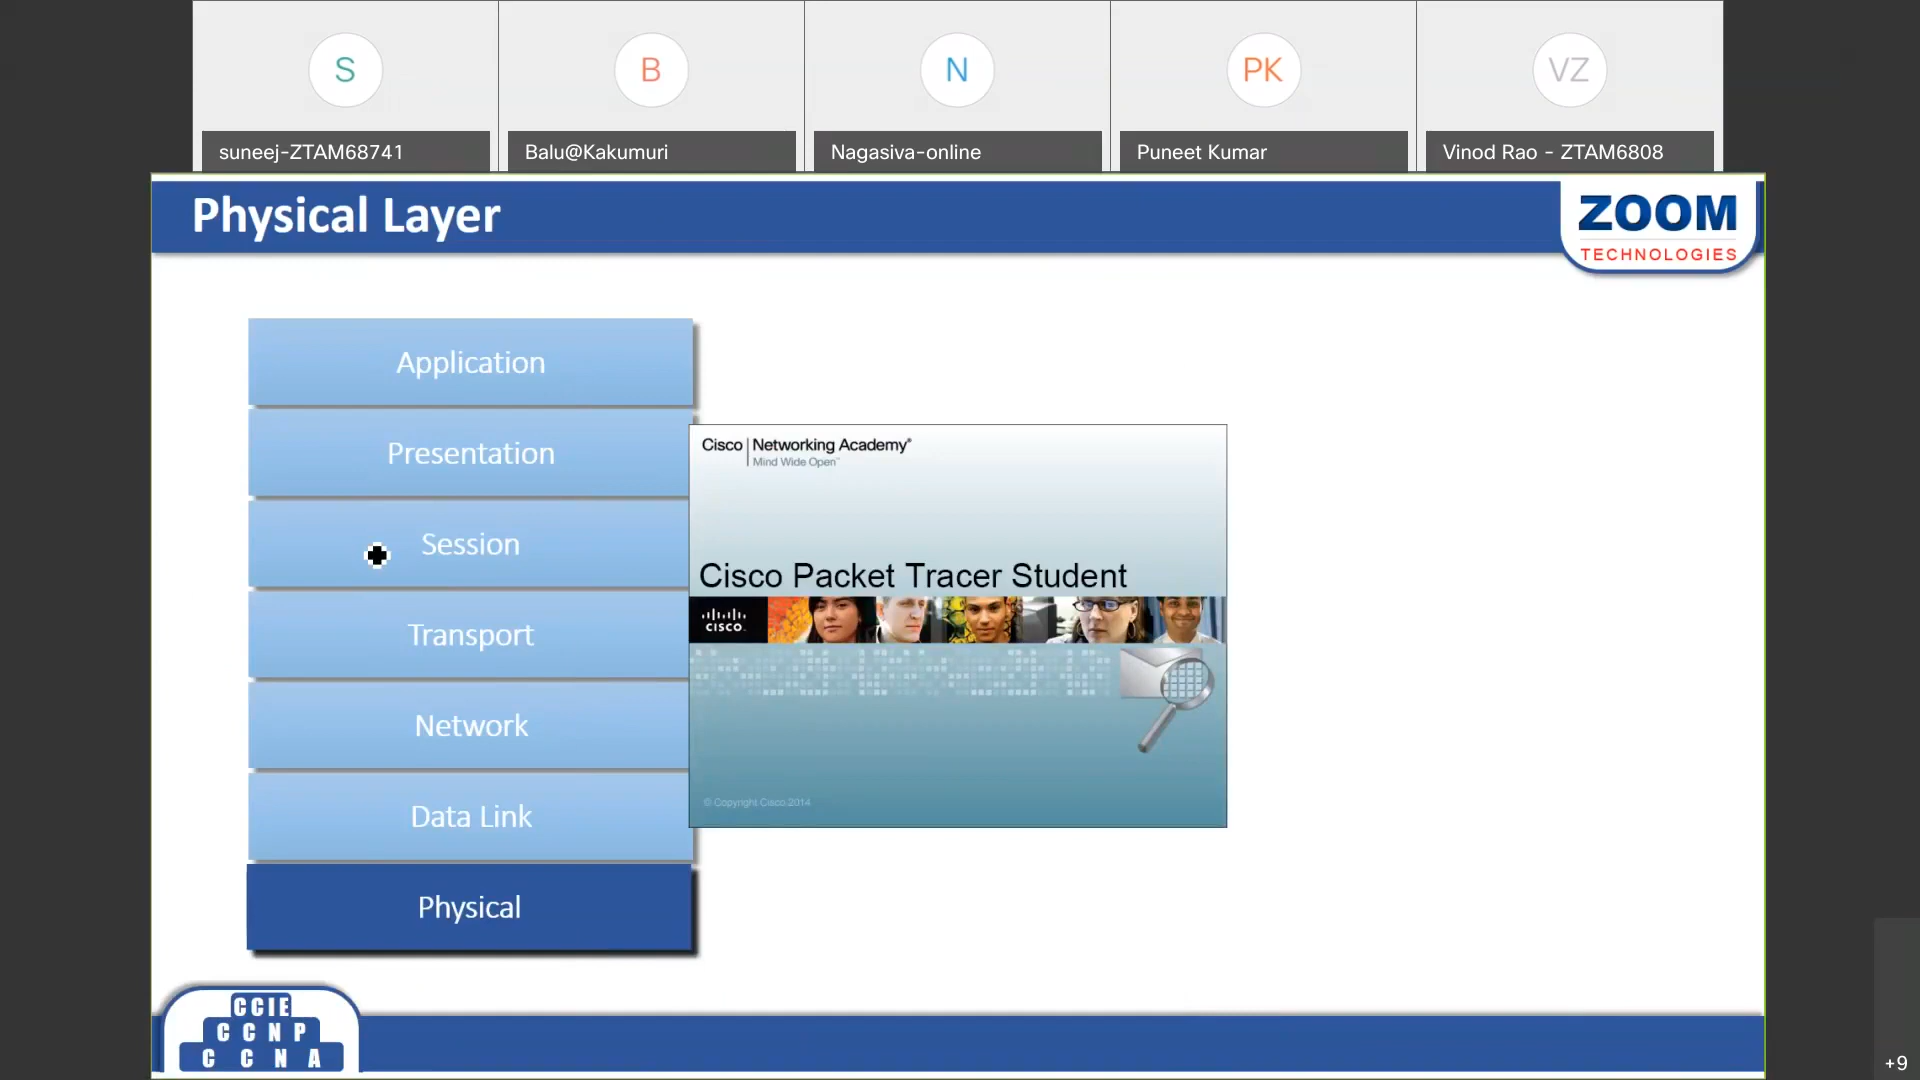 S
B
N
PK
VZ
suneej-ZTAM68741
Balu@Kakumuri
Nagasiva-online
Puneet Kumar
Vinod Rao - ZTAM6808
Physical Layer
ZOOM
TECHNOLOGIES
Application
Presentation
Session
Transport
Network
Data Link
Physical
Cisco | Networking Academy®
Mind Wide Open™
Cisco Packet Tracer Student
CISCO
© Copyright Cisco 2014
CCIE
CCNP
CCNA
+9